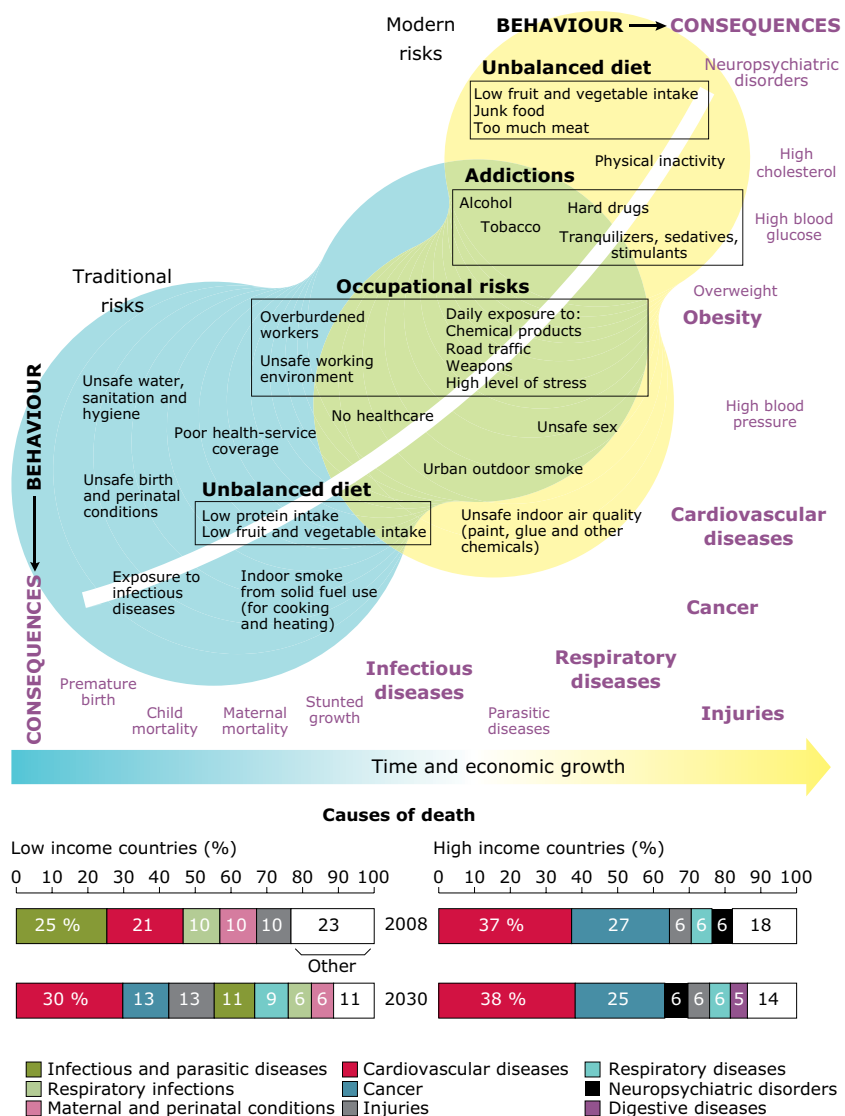 Modern
risks
BEHAVIOUR
CONSEQUENCES
Unbalanced diet
Low fruit and vegetable intake
Junk food
Too much meat
Neuropsychiatric
disorders
Physical inactivity
High
cholesterol
Addictions
Alcohol
Tobacco
Hard drugs
Tranquilizers, sedatives,
stimulants
High blood
glucose
Traditional
risks
Occupational risks
Overburdened
workers
Unsafe working
environment
Daily exposure to:
Chemical products
Road traffic
Weapons
High level of stress
Overweight
Obesity
BEHAVIOUR
CONSEQUENCES
Unsafe water,
sanitation and
hygiene
No healthcare
Poor health-service
coverage
Unsafe sex
High blood
pressure
Urban outdoor smoke
Unsafe birth
and perinatal
conditions
Unbalanced diet
Low protein intake
Low fruit and vegetable intake
Unsafe indoor air quality
(paint, glue and other
chemicals)
Cardiovascular
diseases
Exposure to
infectious
diseases
Indoor smoke
from solid fuel use
(for cooking
and heating)
Cancer
Premature
birth
Child
mortality
Maternal
mortality
Stunted
growth
Infectious
diseases
Parasitic
diseases
Respiratory
diseases
Injuries
Time and economic growth
Causes of death
Low income countries (%)
0 10 20 30 40 50 60 70 80 90 100
25 % 21 10 10 10 23
Other
30 % 13 13 11 9 6 6 11
2008
2030
High income countries (%)
0 10 20 30 40 50 60 70 80 90 100
37 % 27 6 6 6 18
38 % 25 6 6 6 5 14
Infectious and parasitic diseases
Respiratory infections
Maternal and perinatal conditions
Cardiovascular diseases
Cancer
Injuries
Respiratory diseases
Neuropsychiatric disorders
Digestive diseases